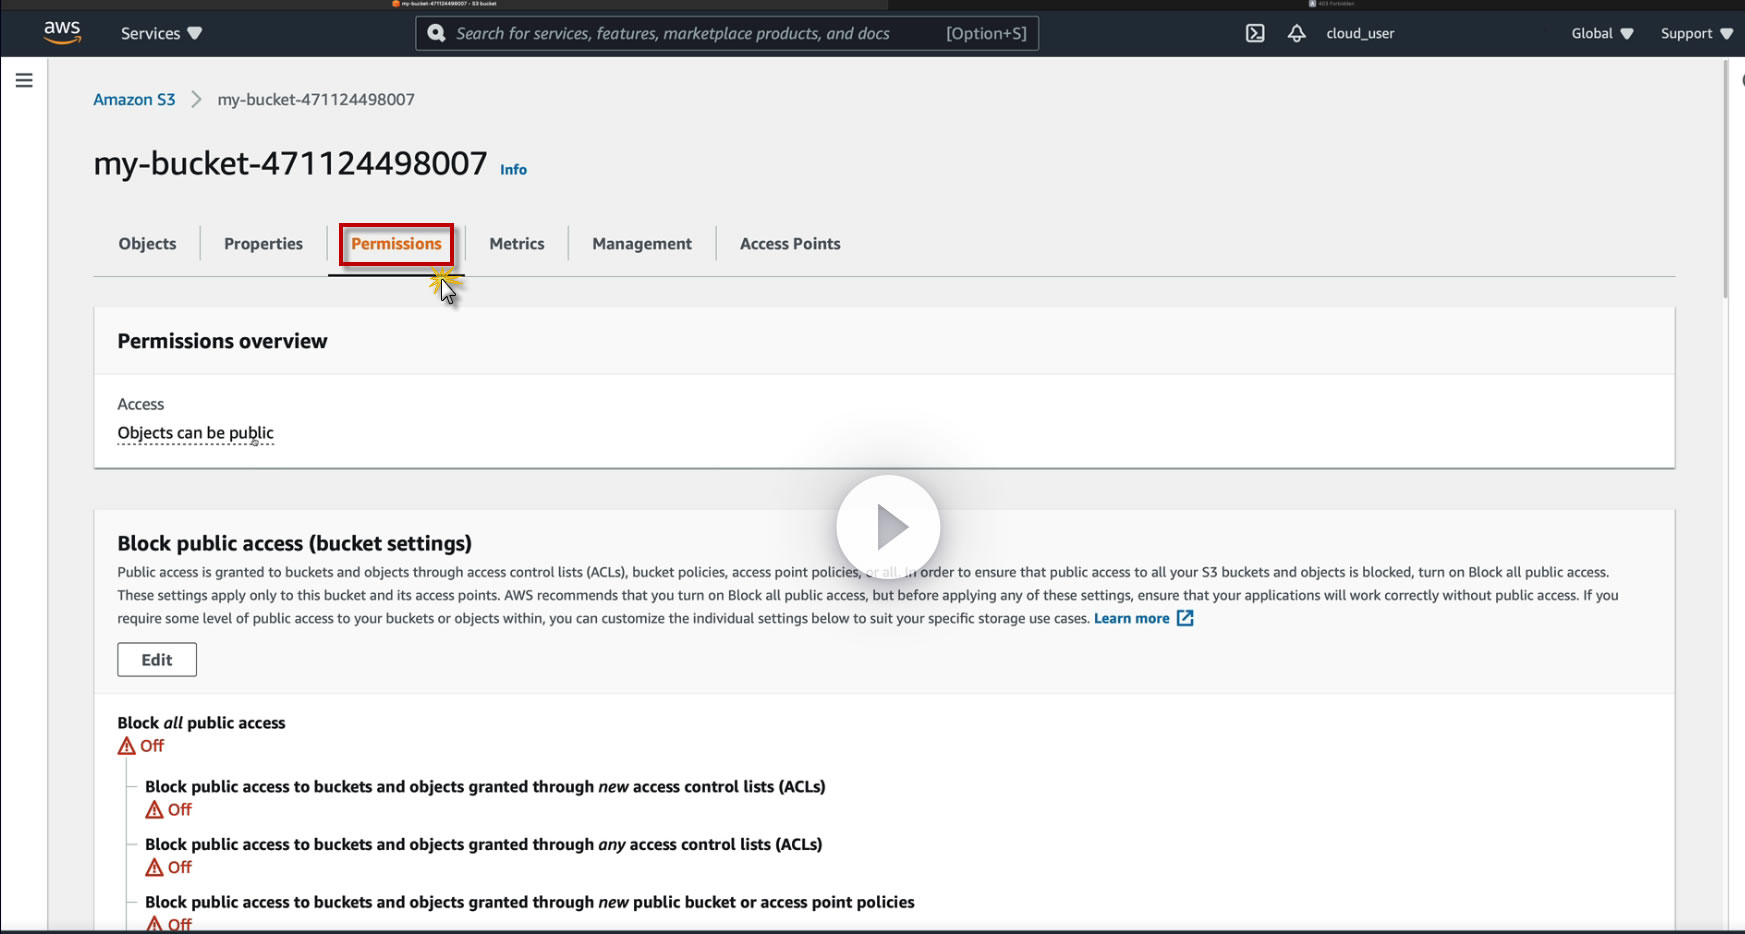 my-bucket-471124498007 - S3 bucket
403 Forbidden
aws
Services
Search for services, features, marketplace products, and docs
[Option+S]
cloud_user
Global
Support
Amazon S3
my-bucket-471124498007
my-bucket-471124498007 Info
Objects
Properties
Permissions
Metrics
Management
Access Points
Permissions overview
Access
Objects can be public
Block public access (bucket settings)
Public access is granted to buckets and objects through access control lists (ACLs), bucket policies, access point policies, or all. In order to ensure that public access to all your S3 buckets and objects is blocked, turn on Block all public access.
These settings apply only to this bucket and its access points. AWS recommends that you turn on Block all public access, but before applying any of these settings, ensure that your applications will work correctly without public access. If you
require some level of public access to your buckets or objects within, you can customize the individual settings below to suit your specific storage use cases. Learn more
Edit
Block all public access
Off
Block public access to buckets and objects granted through new access control lists (ACLs)
Off
Block public access to buckets and objects granted through any access control lists (ACLs)
Off
Block public access to buckets and objects granted through new public bucket or access point policies
Off